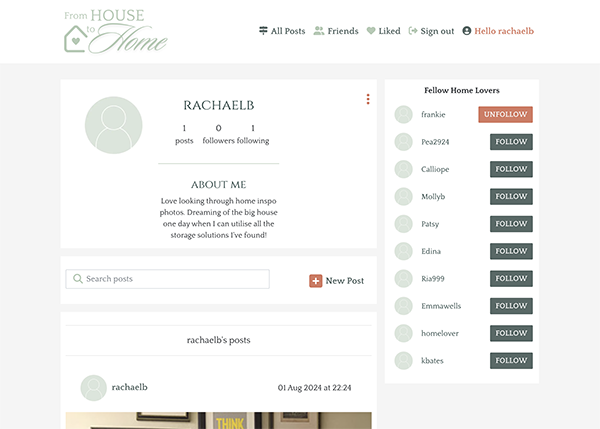 From HOUSE
to Home
All Posts
Friends
Liked
Sign out
Hello rachaelb
RACHAELB
1 0 1
posts followers following
ABOUT ME
Love looking through home inspo
photos. Dreaming of the big house
one day when I can utilise all the
storage solutions I've found!
Search posts
New Post
rachaelb's posts
rachaelb
01 Aug 2024 at 22:24
THINK
Fellow Home Lovers
frankie UNFOLLOW
Pea2924 FOLLOW
Calliope FOLLOW
Mollyb FOLLOW
Patsy FOLLOW
Edina FOLLOW
Ria999 FOLLOW
Emmawells FOLLOW
homelover FOLLOW
kbates FOLLOW